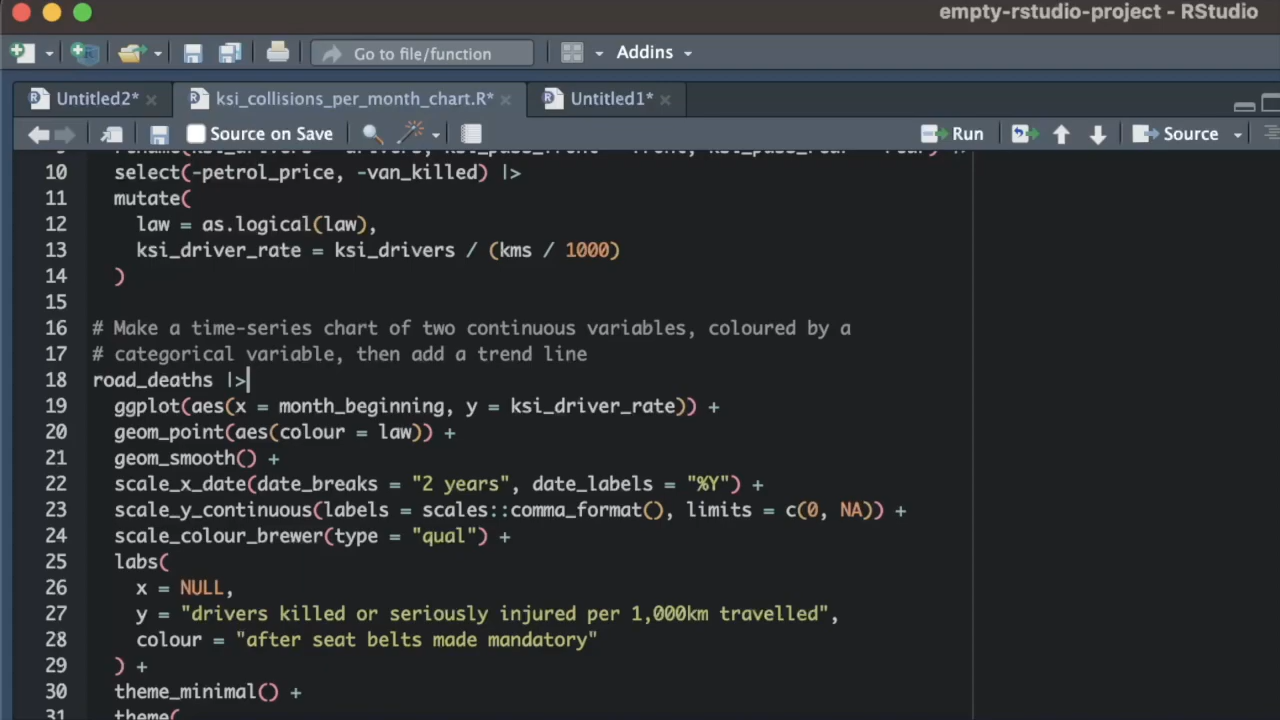 empty-rstudio-project - RStudio
Go to file/function
Addins
Untitled2*
ksi_collisions_per_month_chart.R*
Untitled1*
Source on Save
Run
Source
10 select(-petrol_price, -van_killed) |>
11 mutate(
12 law = as.logical(law),
13 ksi_driver_rate = ksi_drivers / (kms / 1000)
14 )
15
16 # Make a time-series chart of two continuous variables, coloured by a
17 # categorical variable, then add a trend line
18 road_deaths |>
19 ggplot(aes(x = month_beginning, y = ksi_driver_rate)) +
20 geom_point(aes(colour = law)) +
21 geom_smooth() +
22 scale_x_date(date_breaks = "2 years", date_labels = "%Y") +
23 scale_y_continuous(labels = scales::comma_format(), limits = c(0, NA)) +
24 scale_colour_brewer(type = "qual") +
25 labs(
26 x = NULL,
27 y = "drivers killed or seriously injured per 1,000km travelled",
28 colour = "after seat belts made mandatory"
29 ) +
30 theme_minimal() +
31 theme(